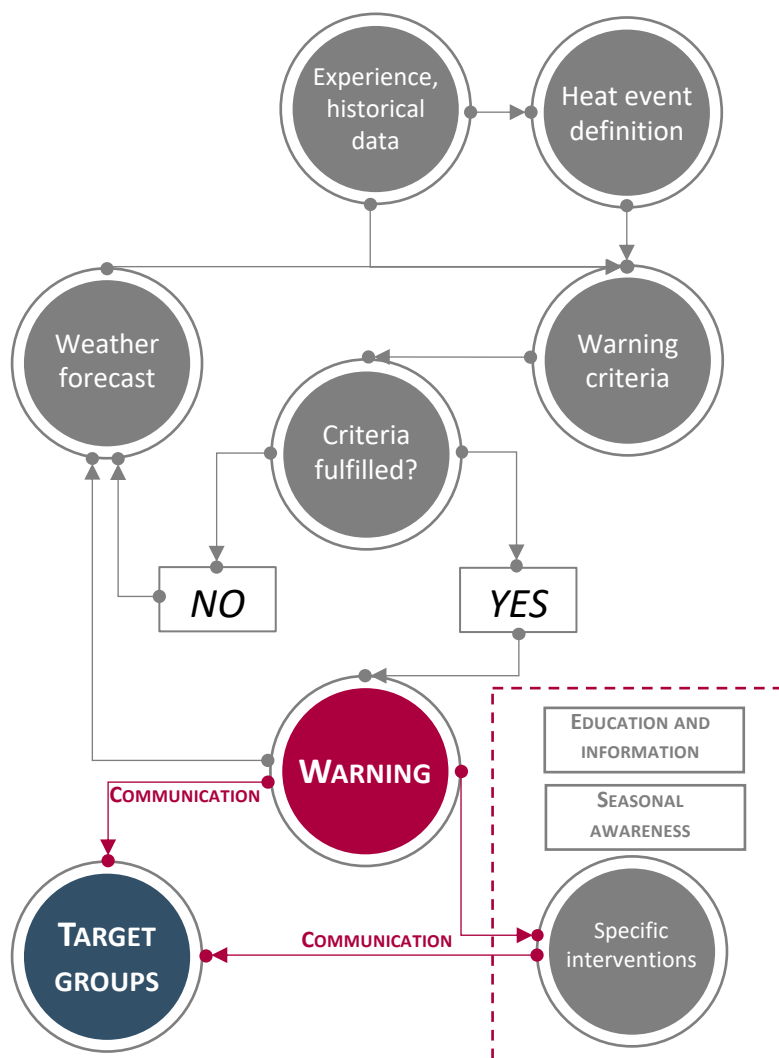 Experience,
historical
data
Heat event
definition
Weather
forecast
Warning
criteria
Criteria
fulfilled?
NO
YES
EDUCATION AND
INFORMATION
WARNING
COMMUNICATION
SEASONAL
AWARENESS
TARGET
GROUPS
COMMUNICATION
Specific
interventions